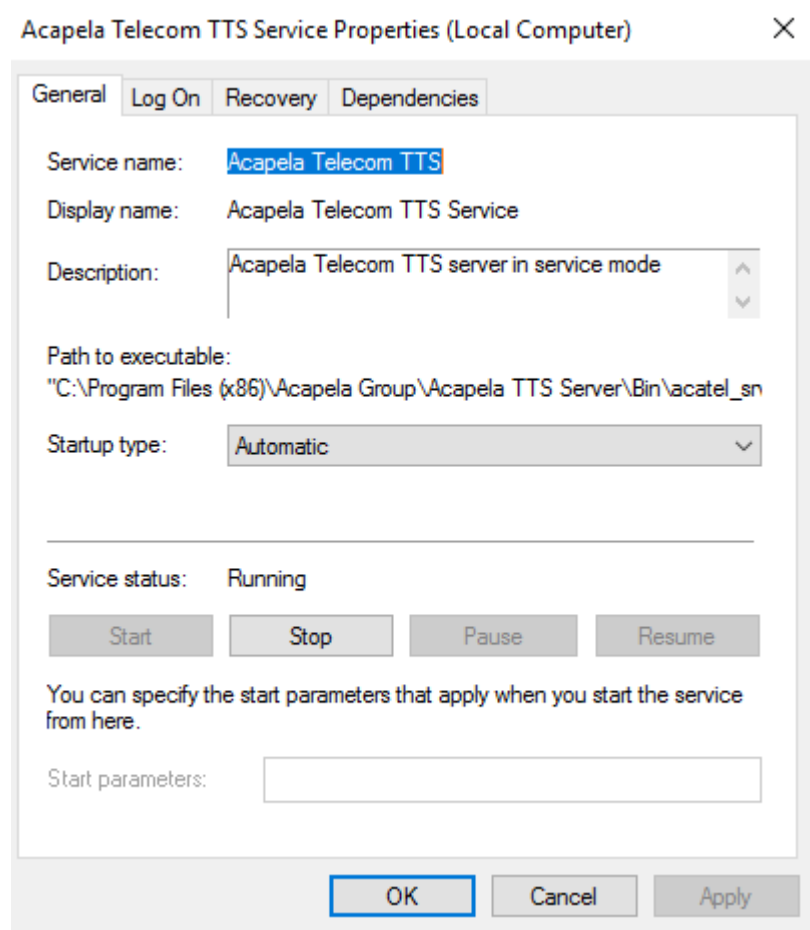 Acapela Telecom TTS Service Properties (Local Computer)
General Log On Recovery Dependencies
Service name: Acapela Telecom TTS
Display name: Acapela Telecom TTS Service
Description: Acapela Telecom TTS server in service mode
Path to executable:
"C:\Program Files (x86)\Acapela Group\Acapela TTS Server\Bin\acatel_srv
Startup type: Automatic
Service status: Running
Start Stop Pause Resume
You can specify the start parameters that apply when you start the service
from here.
Start parameters:
OK Cancel Apply